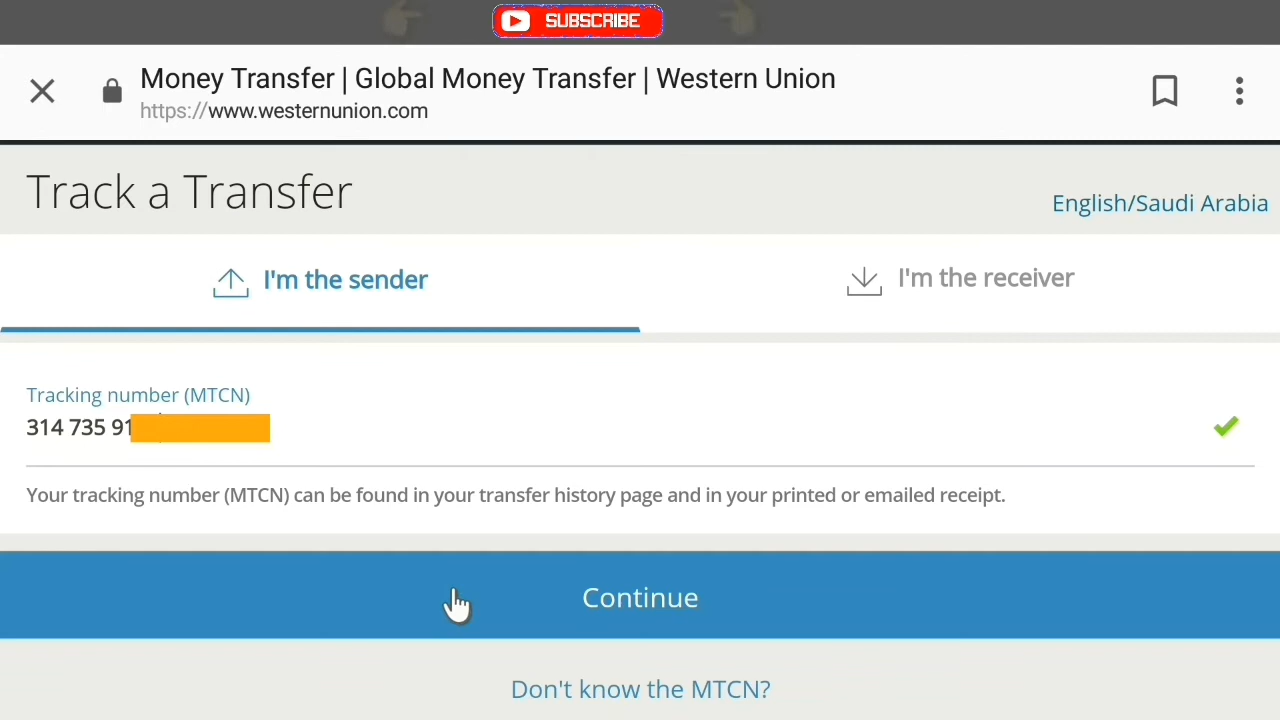 SUBSCRIBE
Money Transfer | Global Money Transfer | Western Union
https://www.westernunion.com
Track a Transfer
English/Saudi Arabia
I'm the sender
I'm the receiver
Tracking number (MTCN)
314 735 91
Your tracking number (MTCN) can be found in your transfer history page and in your printed or emailed receipt.
Continue
Don't know the MTCN?